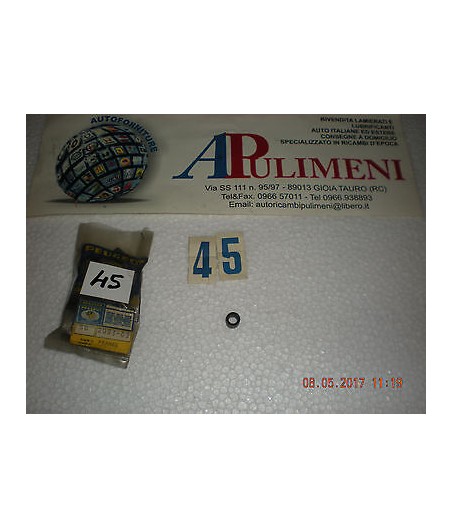 AUTOFORNITURE
APULIMENI
RIVENDITA LAMIERATI E
LUBRIFICANTI
AUTO ITALIANE ED ESTERE
CONSEGNE A DOMICILIO
SPECIALIZZATO IN RICAMBI D'EPOCA
Via SS 111 n. 95/97 - 89013 GIOIA TAURO (RC)
Tel&Fax. 0966 57011 - Tel 0966.938893
Email: autoricambipulimeni@libero.it
45
PEUGEOT
45
08.05.2017 11:19